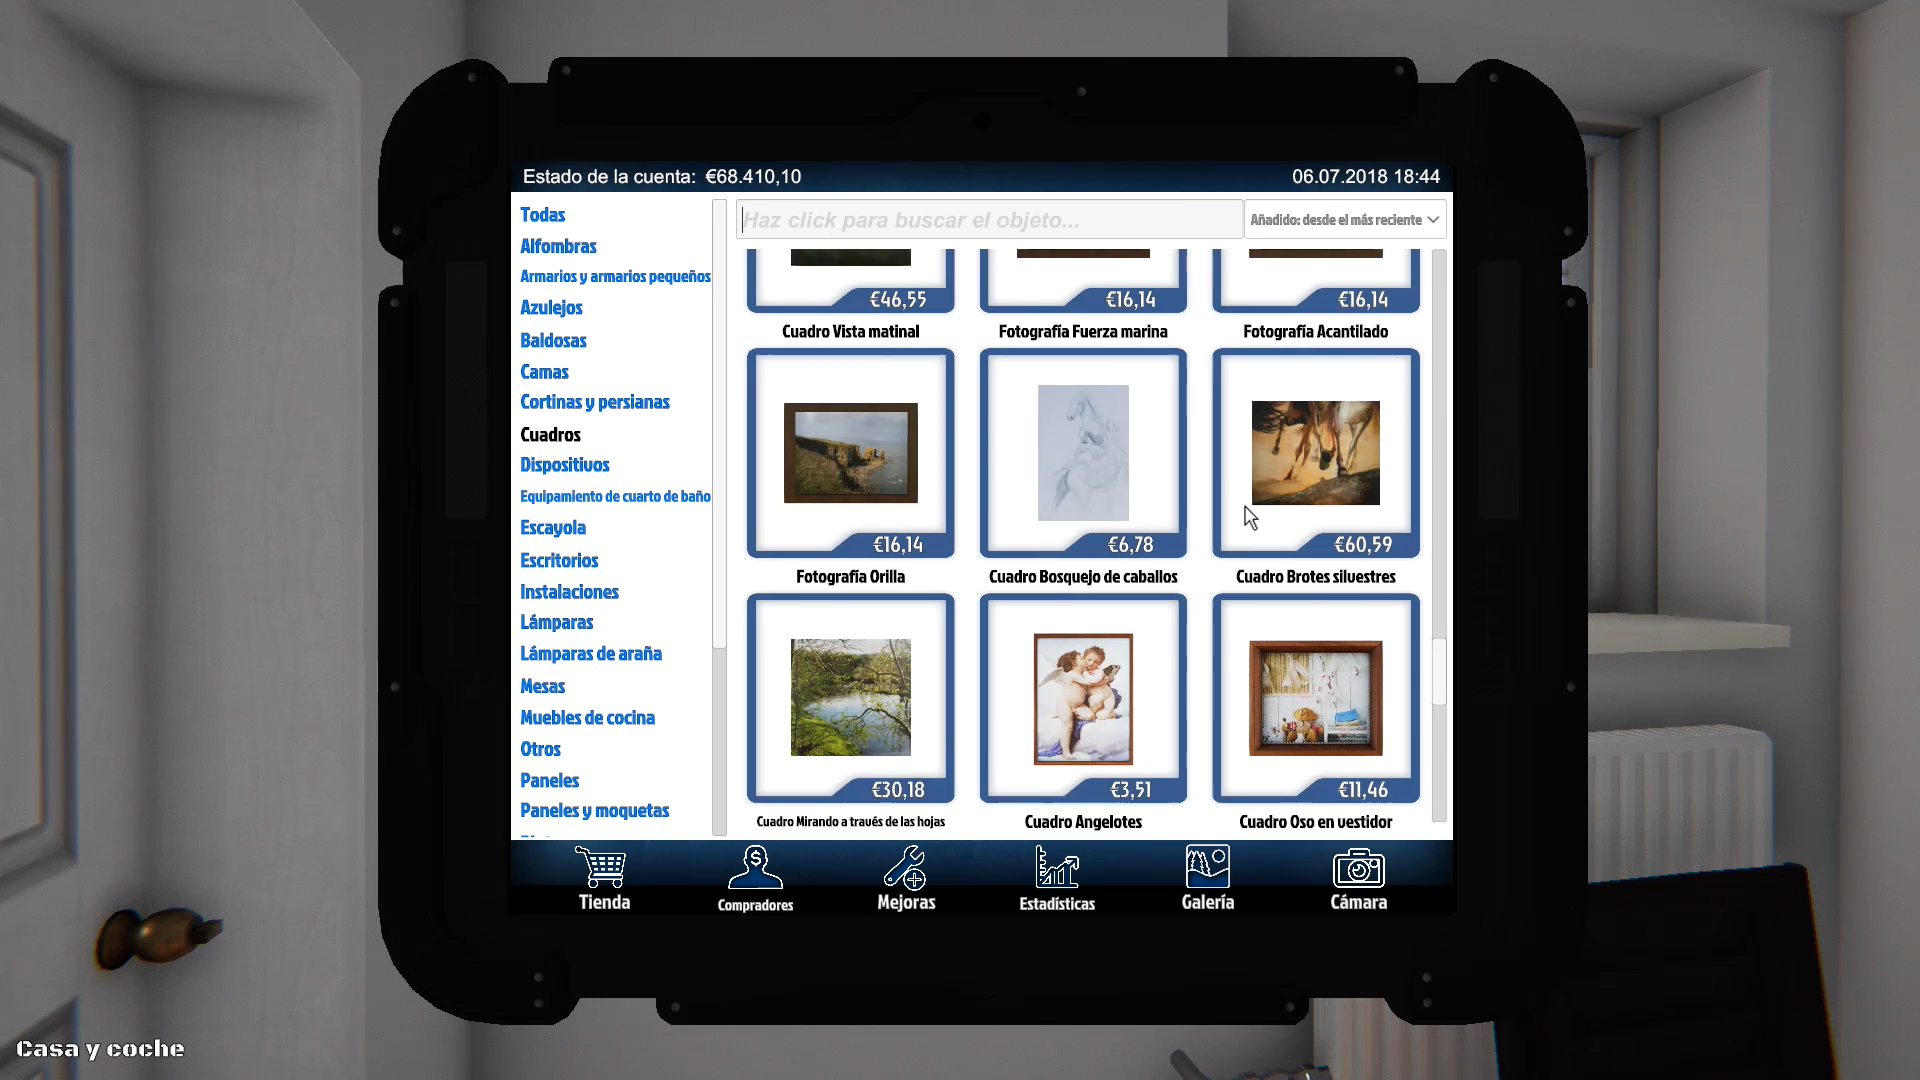 Estado de la cuenta: €68.410,10
06.07.2018 18:44
Todas
Alfombras
Armarios y armarios pequeños
Azulejos
Baldosas
Camas
Cortinas y persianas
Cuadros
Dispositivos
Equipamiento de cuarto de baño
Escayola
Escritorios
Instalaciones
Lámparas
Lámparas de araña
Mesas
Muebles de cocina
Otros
Paneles
Paneles y moquetas
Haz click para buscar el objeto...
Añadido: desde el más reciente
€46,55
€16,14
€16,14
Cuadro Vista matinal
Fotografía Fuerza marina
Fotografía Acantilado
€16,14
€6,78
€60,59
Fotografía Orilla
Cuadro Bosquejo de caballos
Cuadro Brotes silvestres
€30,18
€3,51
€11,46
Cuadro Mirando a través de las hojas
Cuadro Angelotes
Cuadro Oso en vestidor
Tienda
Compradores
Mejoras
Estadísticas
Galería
Cámara
Casa y coche